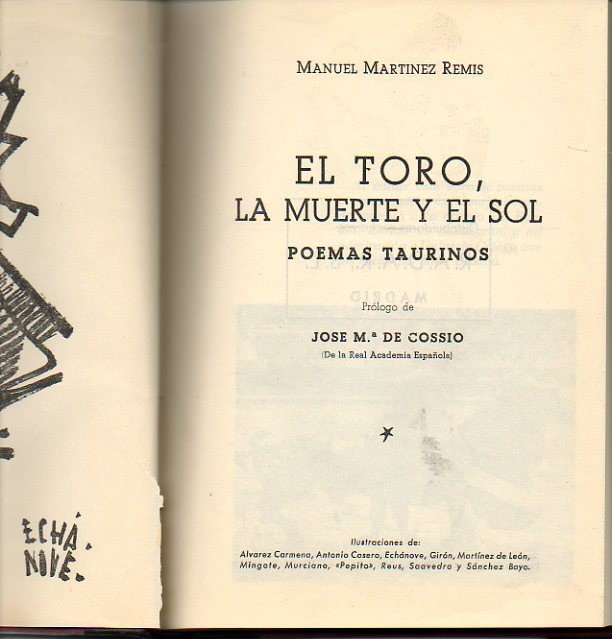 ECHÁ.
NOVE.
MANUEL MARTINEZ REMIS
EL TORO,
LA MUERTE Y EL SOL
POEMAS TAURINOS
Prólogo de
JOSE M.ª DE COSSIO
(De la Real Academia Española)
Ilustraciones de:
Alvarez Carmena, Antonio Casero, Echánove, Girón, Martínez de León,
Mingote, Murciano, «Pepito», Reus, Saavedra y Sánchez Bayo.
MADRID